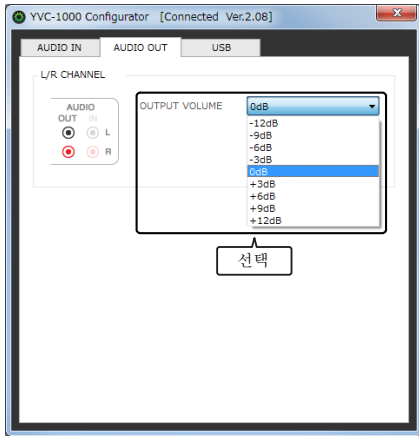 YVC-1000 Configurator [Connected Ver.2.08]
AUDIO IN AUDIO OUT USB
L/R CHANNEL
AUDIO
OUT IN
L
R
OUTPUT VOLUME 0dB
-12dB
-9dB
-6dB
-3dB
0dB
+3dB
+6dB
+9dB
+12dB
선택